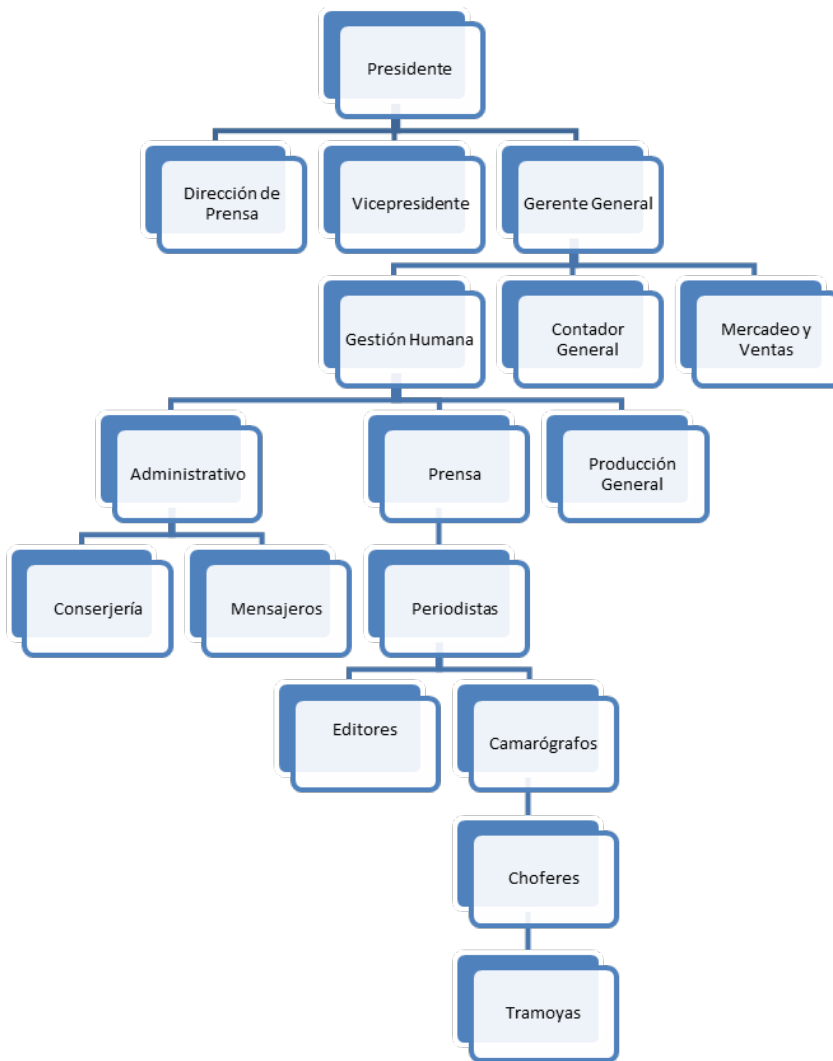 Presidente
Dirección de
Prensa
Vicepresidente
Gerente General
Gestión Humana
Contador
General
Mercadeo y
Ventas
Administrativo
Prensa
Producción
General
Conserjería
Mensajeros
Periodistas
Editores
Camarógrafos
Choferes
Tramoyas